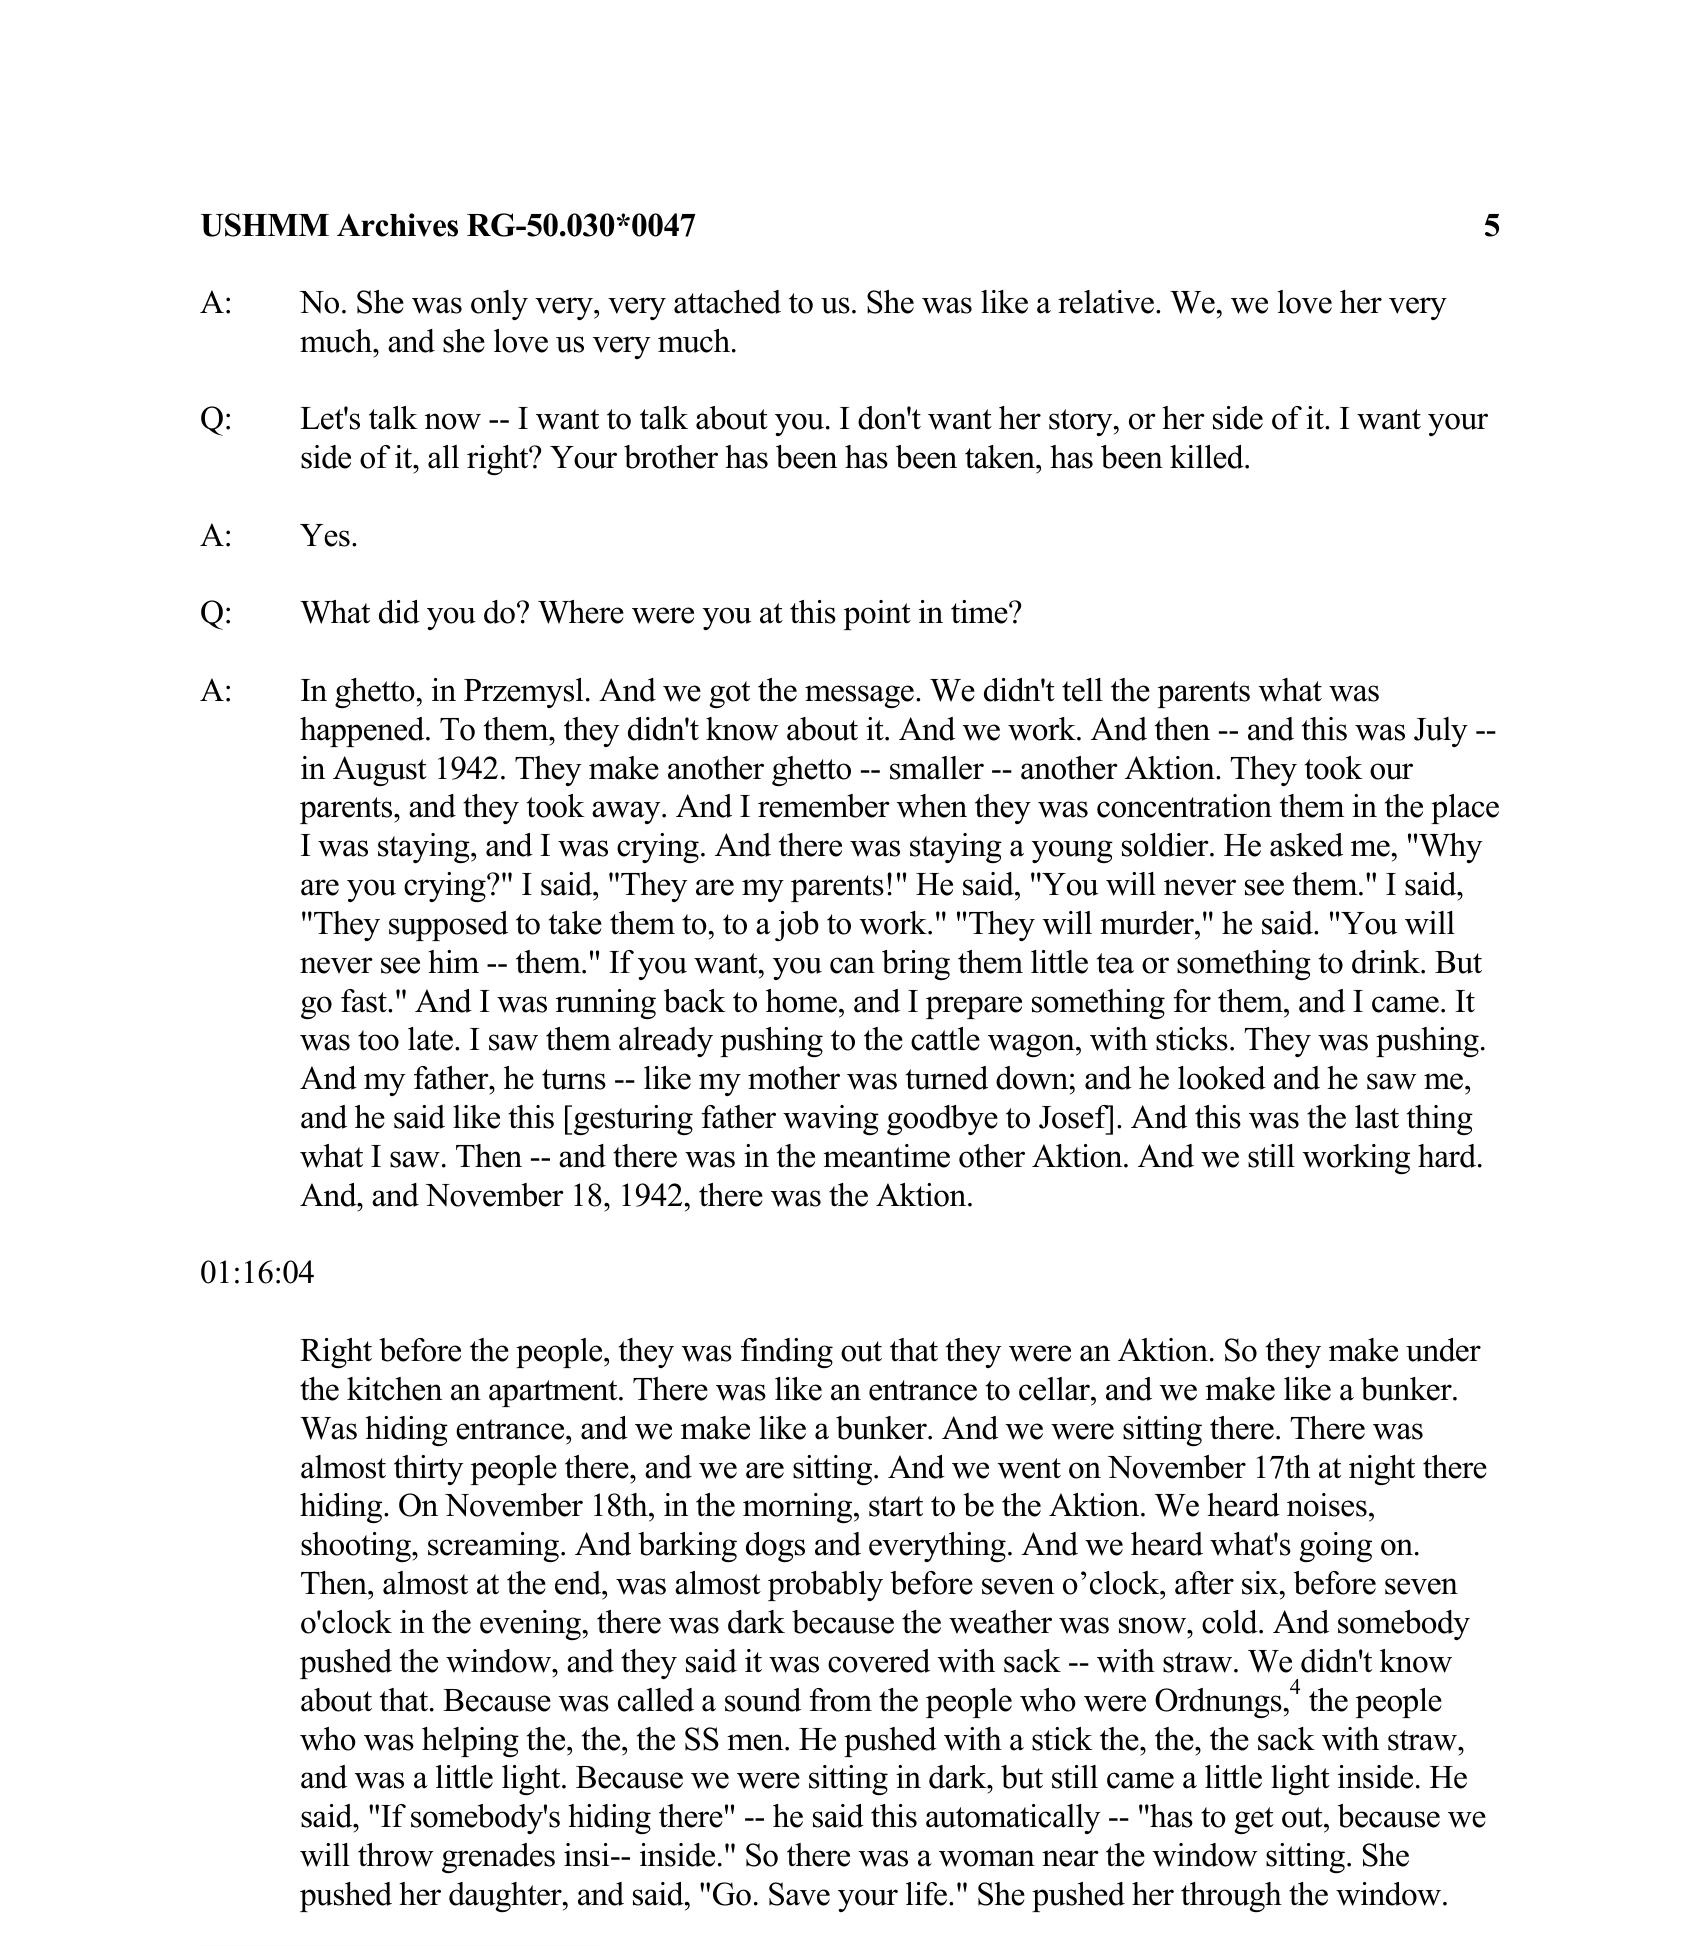 USHMM Archives RG-50.030*0047 5
A: No. She was only very, very attached to us. She was like a relative. We, we love her very
much, and she love us very much.
Q: Let's talk now -- I want to talk about you. I don't want her story, or her side of it. I want your
side of it, all right? Your brother has been has been taken, has been killed.
A: Yes.
Q: What did you do? Where were you at this point in time?
A: In ghetto, in Przemysl. And we got the message. We didn't tell the parents what was
happened. To them, they didn't know about it. And we work. And then -- and this was July --
in August 1942. They make another ghetto -- smaller -- another Aktion. They took our
parents, and they took away. And I remember when they was concentration them in the place
I was staying, and I was crying. And there was staying a young soldier. He asked me, "Why
are you crying?" I said, "They are my parents!" He said, "You will never see them." I said,
"They supposed to take them to, to a job to work." "They will murder," he said. "You will
never see him -- them." If you want, you can bring them little tea or something to drink. But
go fast." And I was running back to home, and I prepare something for them, and I came. It
was too late. I saw them already pushing to the cattle wagon, with sticks. They was pushing.
And my father, he turns -- like my mother was turned down; and he looked and he saw me,
and he said like this [gesturing father waving goodbye to Josef]. And this was the last thing
what I saw. Then -- and there was in the meantime other Aktion. And we still working hard.
And, and November 18, 1942, there was the Aktion.
01:16:04
Right before the people, they was finding out that they were an Aktion. So they make under
the kitchen an apartment. There was like an entrance to cellar, and we make like a bunker.
Was hiding entrance, and we make like a bunker. And we were sitting there. There was
almost thirty people there, and we are sitting. And we went on November 17th at night there
hiding. On November 18th, in the morning, start to be the Aktion. We heard noises,
shooting, screaming. And barking dogs and everything. And we heard what's going on.
Then, almost at the end, was almost probably before seven o’clock, after six, before seven
o'clock in the evening, there was dark because the weather was snow, cold. And somebody
pushed the window, and they said it was covered with sack -- with straw. We didn't know
about that. Because was called a sound from the people who were Ordnungs,4 the people
who was helping the, the, the SS men. He pushed with a stick the, the, the sack with straw,
and was a little light. Because we were sitting in dark, but still came a little light inside. He
said, "If somebody's hiding there" -- he said this automatically -- "has to get out, because we
will throw grenades insi-- inside." So there was a woman near the window sitting. She
pushed her daughter, and said, "Go. Save your life." She pushed her through the window.